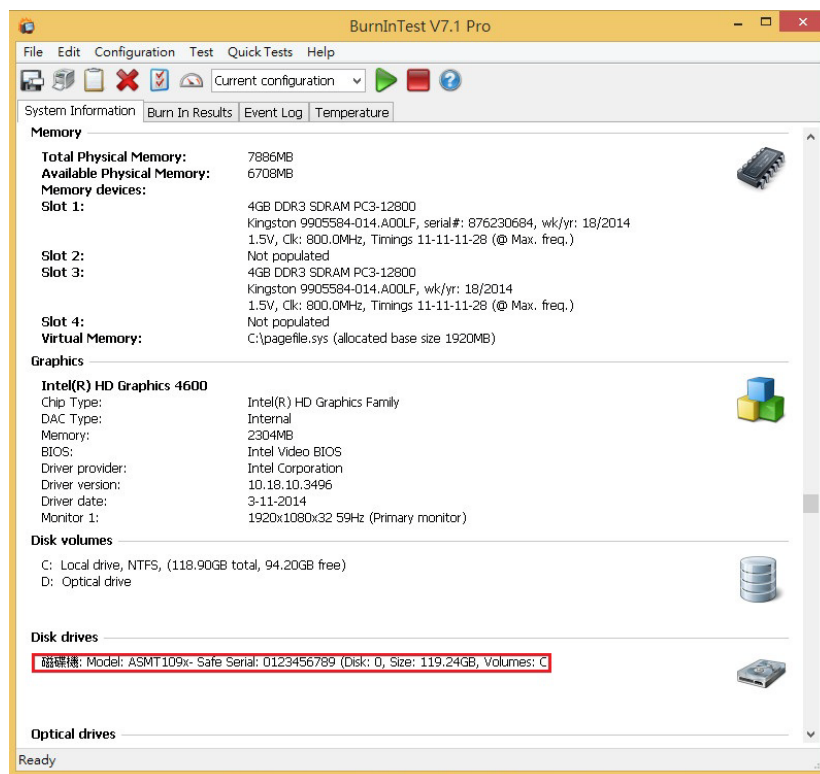 BurnInTest V7.1 Pro
File Edit Configuration Test Quick Tests Help
Current configuration
System Information Burn In Results Event Log Temperature
Memory
Total Physical Memory: 7886MB
Available Physical Memory: 6708MB
Memory devices:
Slot 1: 4GB DDR3 SDRAM PC3-12800
Kingston 9905584-014.A00LF, serial#: 876230684, wk/yr: 18/2014
1.5V, Clk: 800.0MHz, Timings 11-11-11-28 (@ Max. freq.)
Slot 2: Not populated
Slot 3: 4GB DDR3 SDRAM PC3-12800
Kingston 9905584-014.A00LF, wk/yr: 18/2014
1.5V, Clk: 800.0MHz, Timings 11-11-11-28 (@ Max. freq.)
Slot 4: Not populated
Virtual Memory: C:\pagefile.sys (allocated base size 1920MB)
Graphics
Intel(R) HD Graphics 4600
Chip Type: Intel(R) HD Graphics Family
DAC Type: Internal
Memory: 2304MB
BIOS: Intel Video BIOS
Driver provider: Intel Corporation
Driver version: 10.18.10.3496
Driver date: 3-11-2014
Monitor 1: 1920x1080x32 59Hz (Primary monitor)
Disk volumes
C: Local drive, NTFS, (118.90GB total, 94.20GB free)
D: Optical drive
Disk drives
磁碟機: Model: ASMT109x- Safe Serial: 0123456789 (Disk: 0, Size: 119.24GB, Volumes: C
Optical drives
Ready